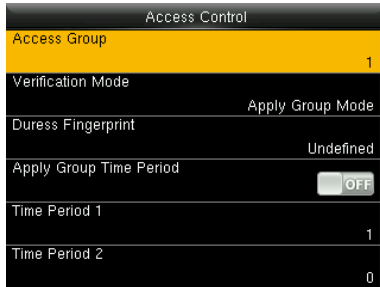 Access Control
Access Group
1
Verification Mode
Apply Group Mode
Duress Fingerprint
Undefined
Apply Group Time Period
OFF
Time Period 1
1
Time Period 2
0